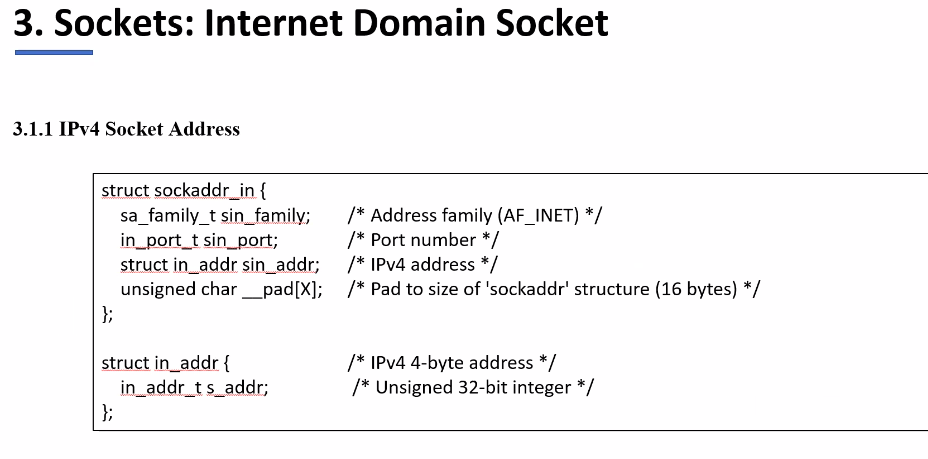 3. Sockets: Internet Domain Socket
3.1.1 IPv4 Socket Address
struct sockaddr_in {
sa_family_t sin_family; /* Address family (AF_INET) */
in_port_t sin_port; /* Port number */
struct in_addr sin_addr; /* IPv4 address */
unsigned char __pad[X]; /* Pad to size of 'sockaddr' structure (16 bytes) */
};
struct in_addr { /* IPv4 4-byte address */
in_addr_t s_addr; /* Unsigned 32-bit integer */
};